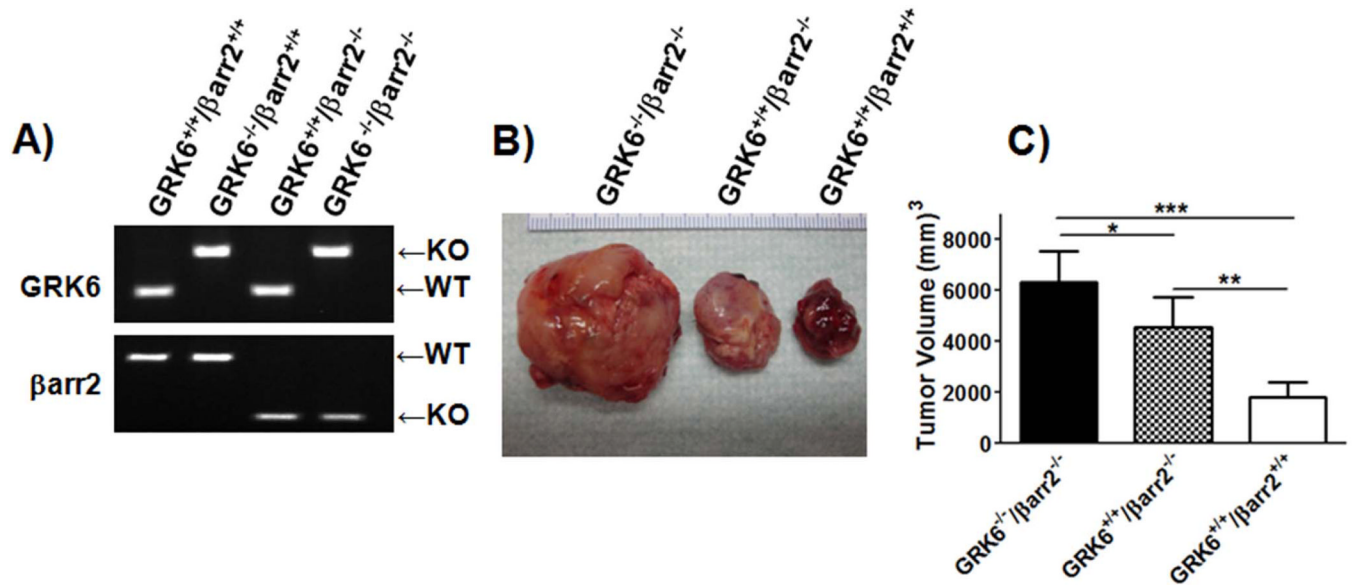 A)
GRK6⁺/⁺/βarr2⁺/⁺
GRK6⁻/⁻/βarr2⁺/⁺
GRK6⁺/⁺/βarr2⁻/⁻
GRK6⁻/⁻/βarr2⁻/⁻
GRK6
←KO
←WT
βarr2
←WT
←KO
B)
GRK6⁻/⁻/βarr2⁻/⁻
GRK6⁺/⁺/βarr2⁻/⁻
GRK6⁺/⁺/βarr2⁺/⁺
C)
Tumor Volume (mm)³
8000
6000
4000
2000
0
***
*
**
GRK6⁻/⁻/βarr2⁻/⁻
GRK6⁺/⁺/βarr2⁻/⁻
GRK6⁺/⁺/βarr2⁺/⁺